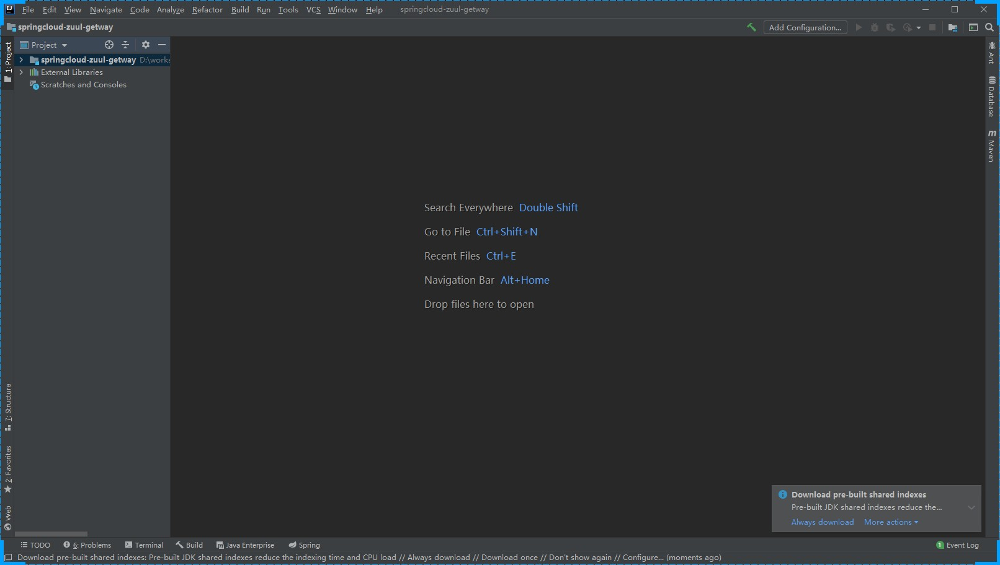 File Edit View Navigate Code Analyze Refactor Build Run Tools VCS Window Help springcloud-zuul-getway
springcloud-zuul-getway
Add Configuration...
1: Project
Project
springcloud-zuul-getway D:\works
External Libraries
Scratches and Consoles
Ant
Database
m
Maven
Search Everywhere Double Shift
Go to File Ctrl+Shift+N
Recent Files Ctrl+E
Navigation Bar Alt+Home
Drop files here to open
7: Structure
2: Favorites
Web
Download pre-built shared indexes
Pre-built JDK shared indexes reduce the...
Always download More actions
TODO 6: Problems Terminal Build Java Enterprise Spring
1 Event Log
Download pre-built shared indexes: Pre-built JDK shared indexes reduce the indexing time and CPU load // Always download // Download once // Don't show again // Configure... (moments ago)